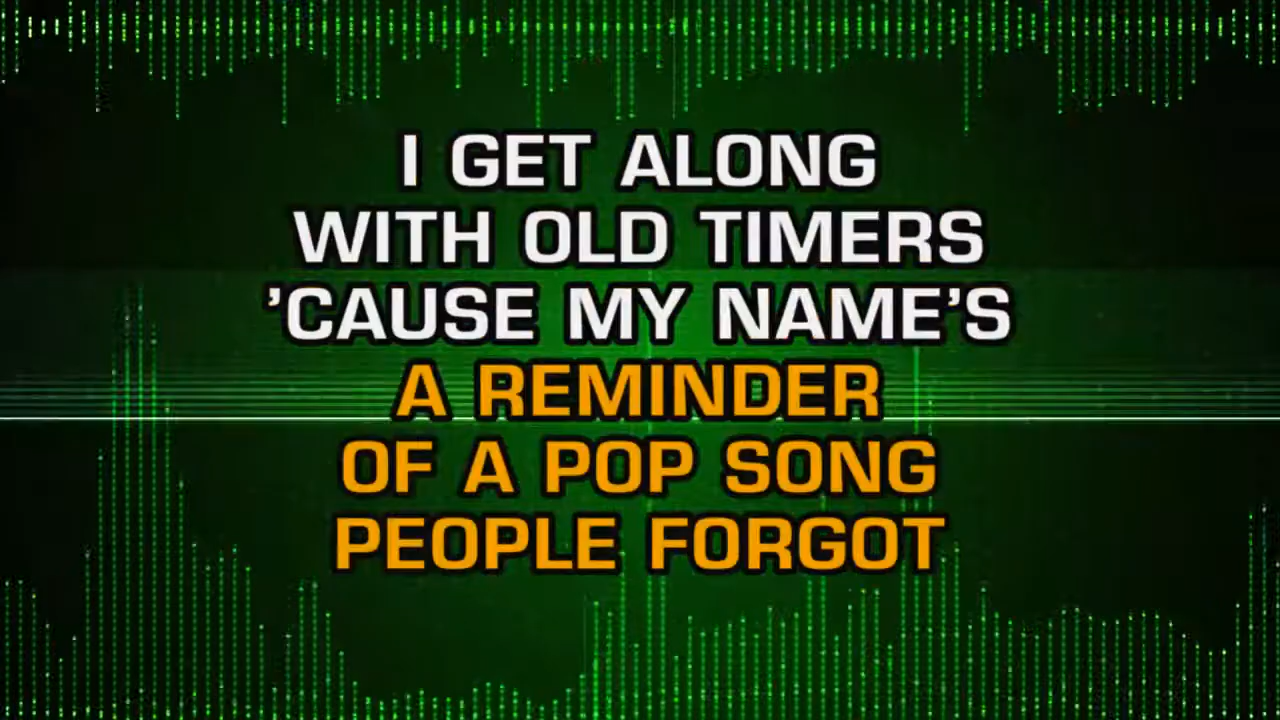 I GET ALONG
WITH OLD TIMERS
’CAUSE MY NAME’S
A REMINDER
OF A POP SONG
PEOPLE FORGOT